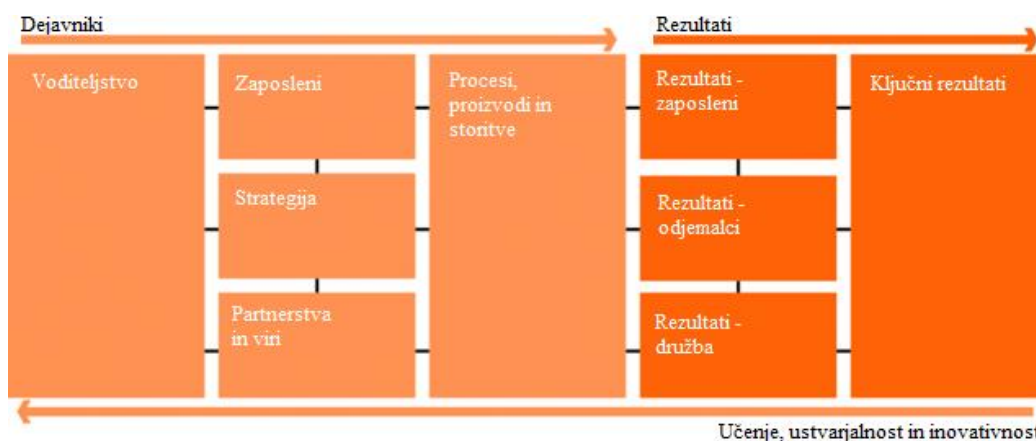 Dejavniki
Rezultati
Voditeljstvo
Zaposleni
Procesi,
proizvodi in
storitve
Rezultati -
zaposleni
Ključni rezultati
Strategija
Rezultati -
odjemalci
Partnerstva
in viri
Rezultati -
družba
Učenje, ustvarjalnost in inovativnost